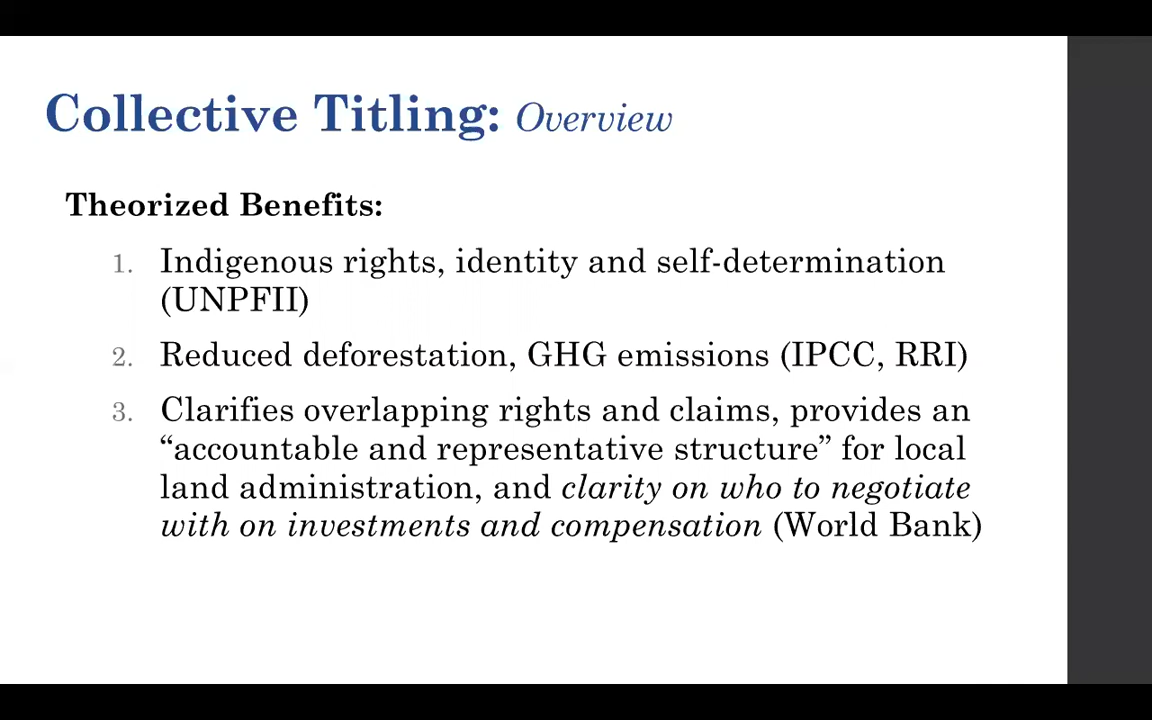 Collective Titling: Overview
Theorized Benefits:
1. Indigenous rights, identity and self-determination
(UNPFII)
2. Reduced deforestation, GHG emissions (IPCC, RRI)
3. Clarifies overlapping rights and claims, provides an
“accountable and representative structure” for local
land administration, and clarity on who to negotiate
with on investments and compensation (World Bank)